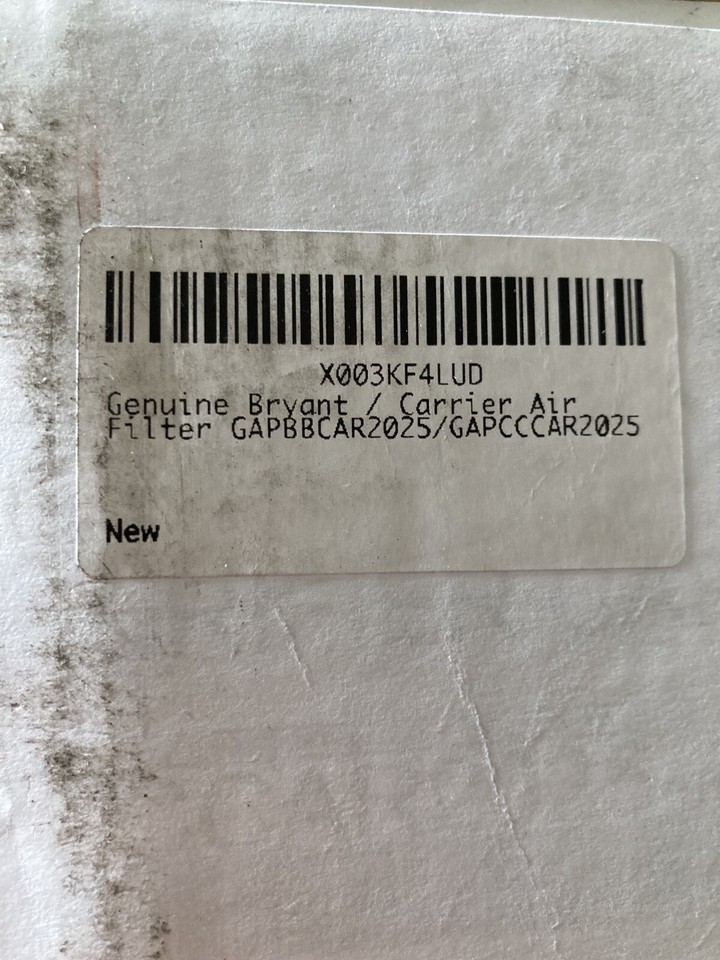 X003KF4LUD
Genuine Bryant / Carrier Air
Filter GAPBBCAR2025/GAPCCCAR2025
New